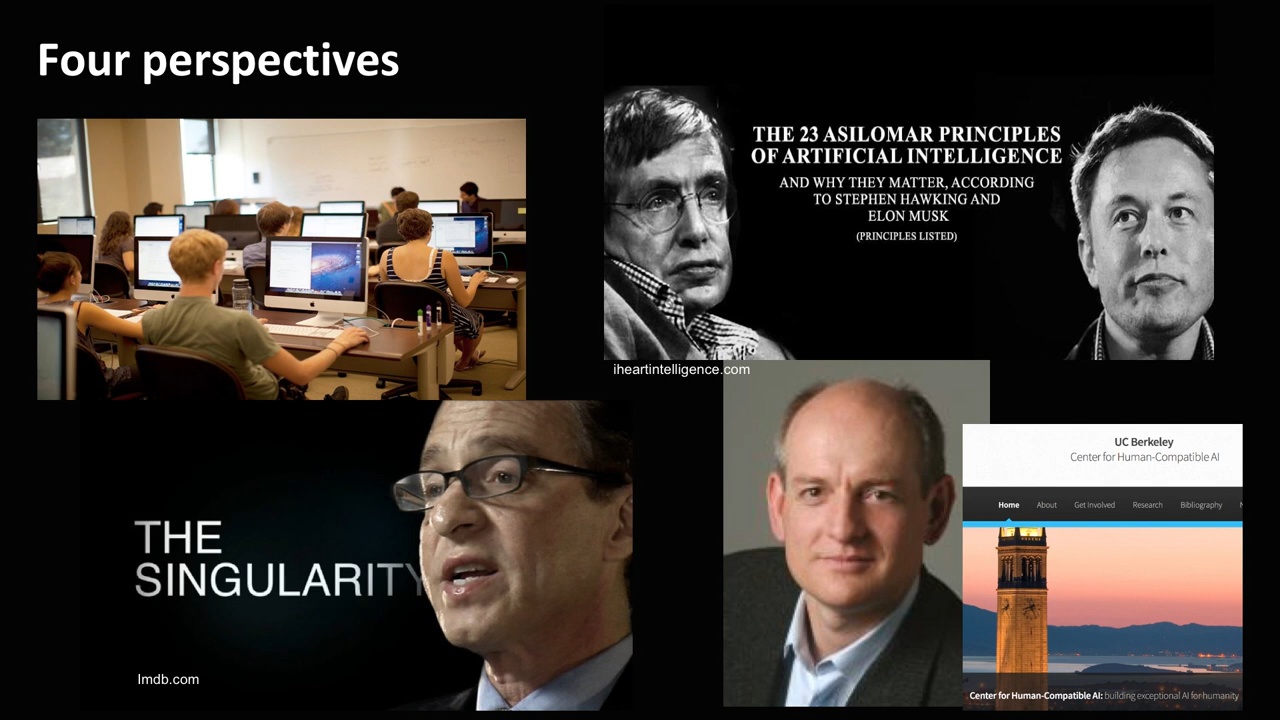 Four perspectives
THE 23 ASILOMAR PRINCIPLES
OF ARTIFICIAL INTELLIGENCE
AND WHY THEY MATTER, ACCORDING
TO STEPHEN HAWKING AND
ELON MUSK
(PRINCIPLES LISTED)
iheartintelligence.com
THE
SINGULARITY
Imdb.com
UC Berkeley
Center for Human-Compatible AI
Home About Get Involved Research Bibliography
Center for Human-Compatible AI: building exceptional AI for humanity